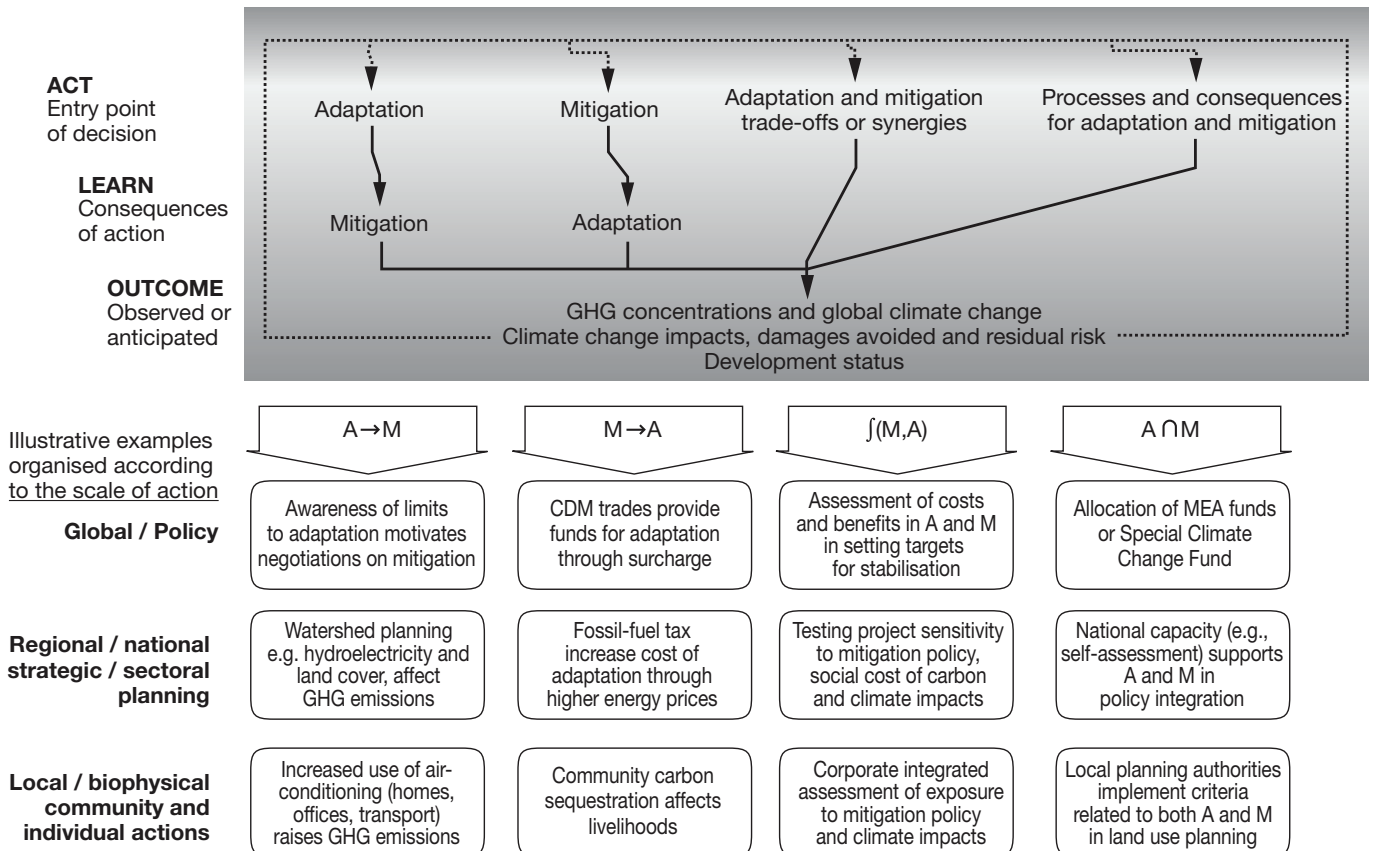 ACT
Entry point
of decision
Adaptation
Mitigation
Adaptation and mitigation
trade-offs or synergies
Processes and consequences
for adaptation and mitigation
LEARN
Consequences
of action
Mitigation
Adaptation
OUTCOME
Observed or
anticipated
GHG concentrations and global climate change
Climate change impacts, damages avoided and residual risk
Development status
Illustrative examples
organised according
to the scale of action
A→M
M→A
∫(M,A)
A∩M
Global / Policy
Awareness of limits
to adaptation motivates
negotiations on mitigation
CDM trades provide
funds for adaptation
through surcharge
Assessment of costs
and benefits in A and M
in setting targets
for stabilisation
Allocation of MEA funds
or Special Climate
Change Fund
Regional / national
strategic / sectoral
planning
Watershed planning
e.g. hydroelectricity and
land cover, affect
GHG emissions
Fossil-fuel tax
increase cost of
adaptation through
higher energy prices
Testing project sensitivity
to mitigation policy,
social cost of carbon
and climate impacts
National capacity (e.g.,
self-assessment) supports
A and M in
policy integration
Local / biophysical
community and
individual actions
Increased use of air-
conditioning (homes,
offices, transport)
raises GHG emissions
Community carbon
sequestration affects
livelihoods
Corporate integrated
assessment of exposure
to mitigation policy
and climate impacts
Local planning authorities
implement criteria
related to both A and M
in land use planning